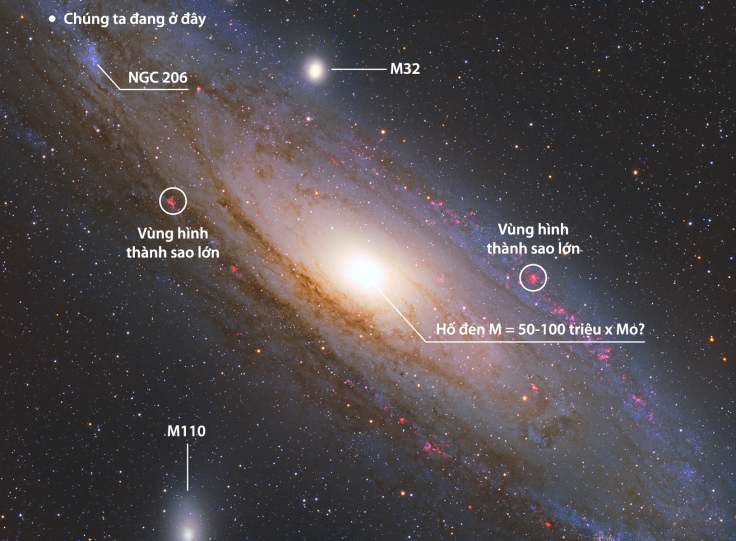 Chúng ta đang ở đây
M32
NGC 206
Vùng hình
thành sao lớn
Vùng hình
thành sao lớn
Hố đen M = 50-100 triệu x Mo?
M110